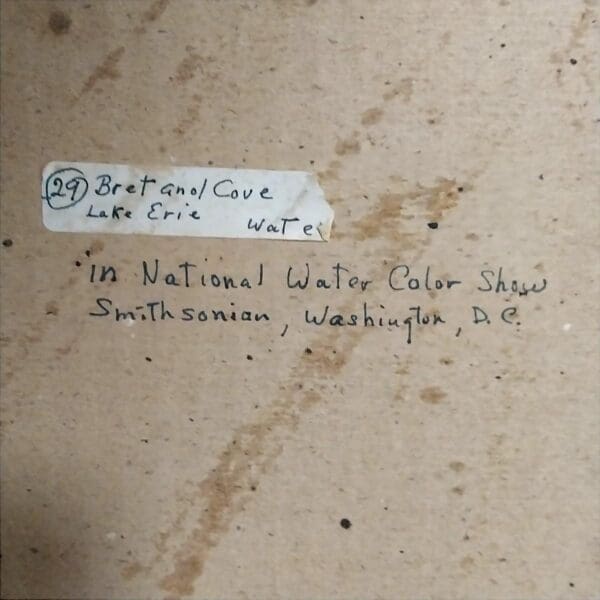 29 Bretanol Cove
Lake Erie Water
in National Water Color Show
Smithsonian, Washington, D.C.